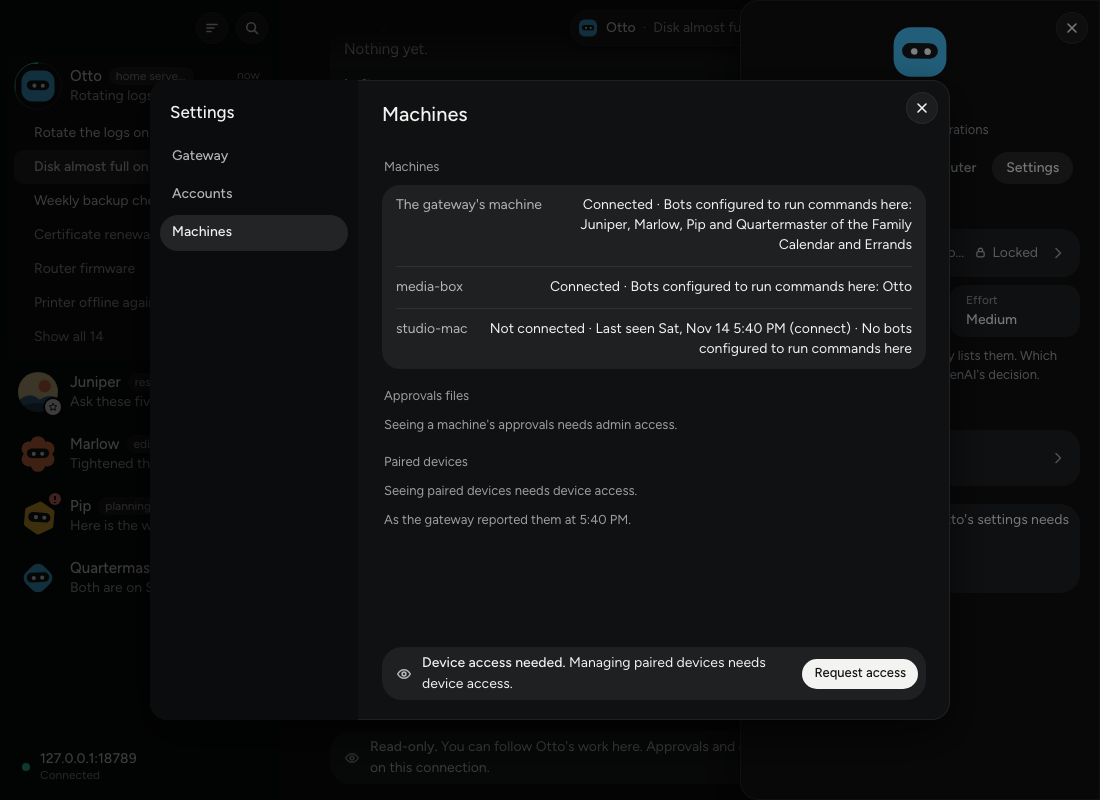 Nothing yet.
Otto · Disk almost fu
Otto home serve... now
Rotating logs
Rotate the logs on
Disk almost full on
Weekly backup che
Certificate renewa
Router firmware
Printer offline again
Show all 14
Juniper res
Ask these fiv
Marlow edi
Tightened th
Pip planning
Here is the w
Quartermas
Both are on S
127.0.0.1:18789
Connected
Settings
Gateway
Accounts
Machines
Machines
Machines
The gateway's machine Connected · Bots configured to run commands here:
Juniper, Marlow, Pip and Quartermaster of the Family
Calendar and Errands
media-box Connected · Bots configured to run commands here: Otto
studio-mac Not connected · Last seen Sat, Nov 14 5:40 PM (connect) · No bots
configured to run commands here
Approvals files
Seeing a machine's approvals needs admin access.
Paired devices
Seeing paired devices needs device access.
As the gateway reported them at 5:40 PM.
Device access needed. Managing paired devices needs
device access.
Request access
Read-only. You can follow Otto's work here. Approvals and
on this connection.
rations
uter Settings
o... Locked
Effort
Medium
y lists them. Which
enAI's decision.
tto's settings needs